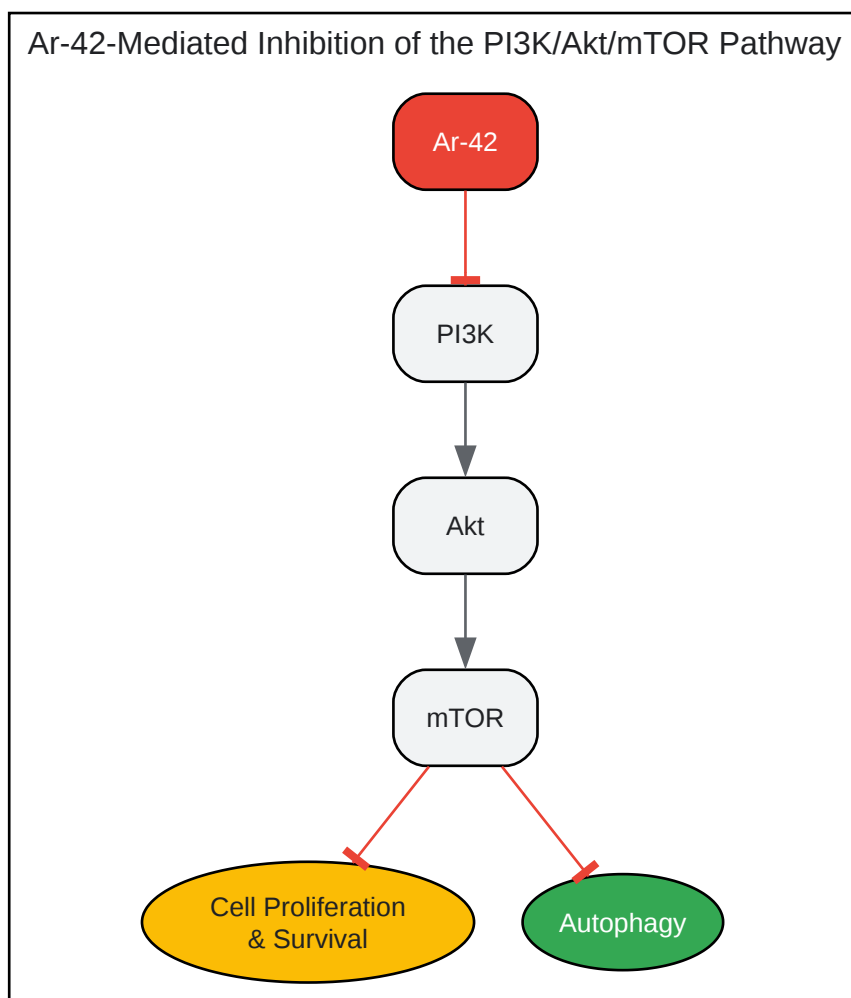 Ar-42-Mediated Inhibition of the PI3K/Akt/mTOR Pathway
Ar-42
PI3K
Akt
mTOR
Cell Proliferation
& Survival
Autophagy